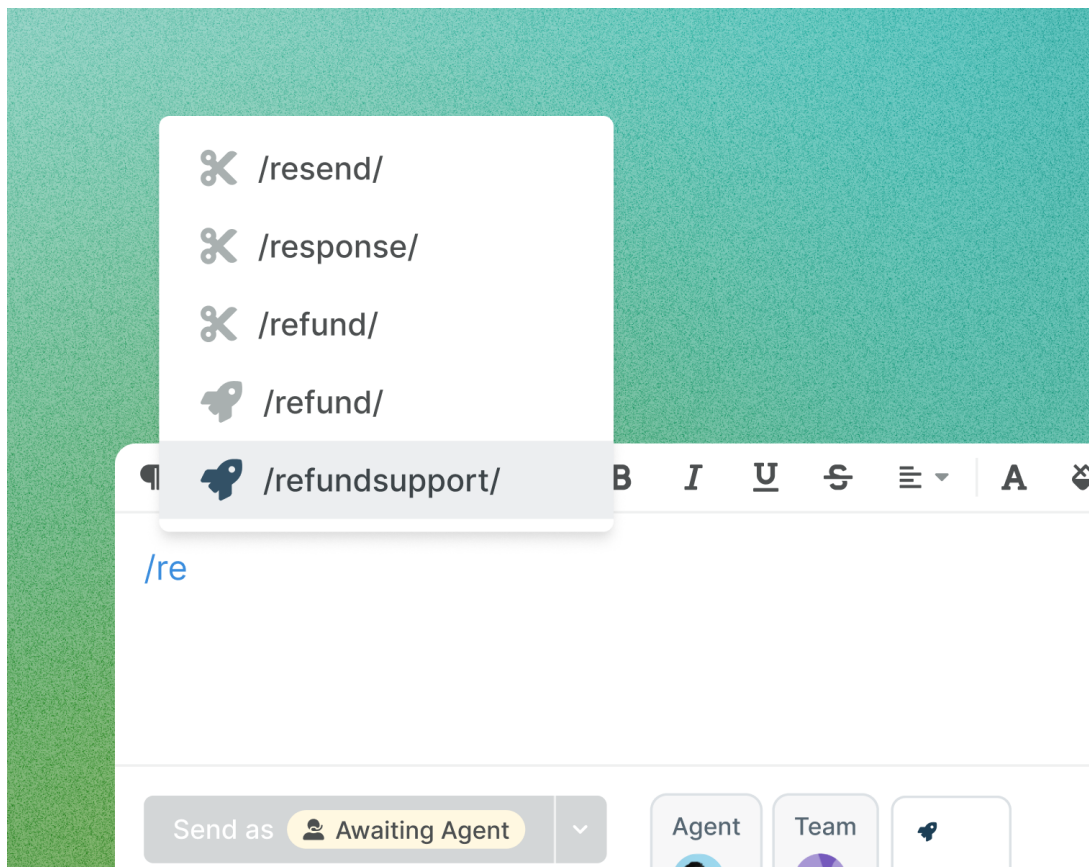 /resend/
/response/
/refund/
/refund/
/refundsupport/
B I U S A
/re
Send as Awaiting Agent
Agent Team